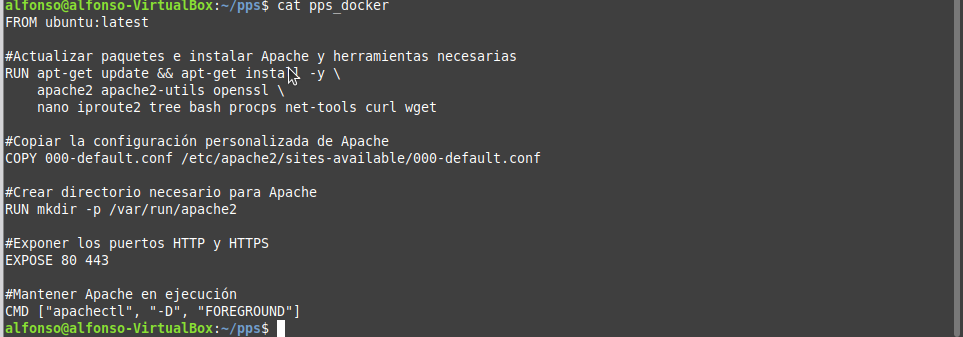 alfonso@alfonso-VirtualBox:~/pps$ cat pps_docker
FROM ubuntu:latest

#Actualizar paquetes e instalar Apache y herramientas necesarias
RUN apt-get update && apt-get install -y \
    apache2 apache2-utils openssl \
    nano iproute2 tree bash procps net-tools curl wget

#Copiar la configuración personalizada de Apache
COPY 000-default.conf /etc/apache2/sites-available/000-default.conf

#Crear directorio necesario para Apache
RUN mkdir -p /var/run/apache2

#Exponer los puertos HTTP y HTTPS
EXPOSE 80 443

#Mantener Apache en ejecución
CMD ["apachectl", "-D", "FOREGROUND"]
alfonso@alfonso-VirtualBox:~/pps$